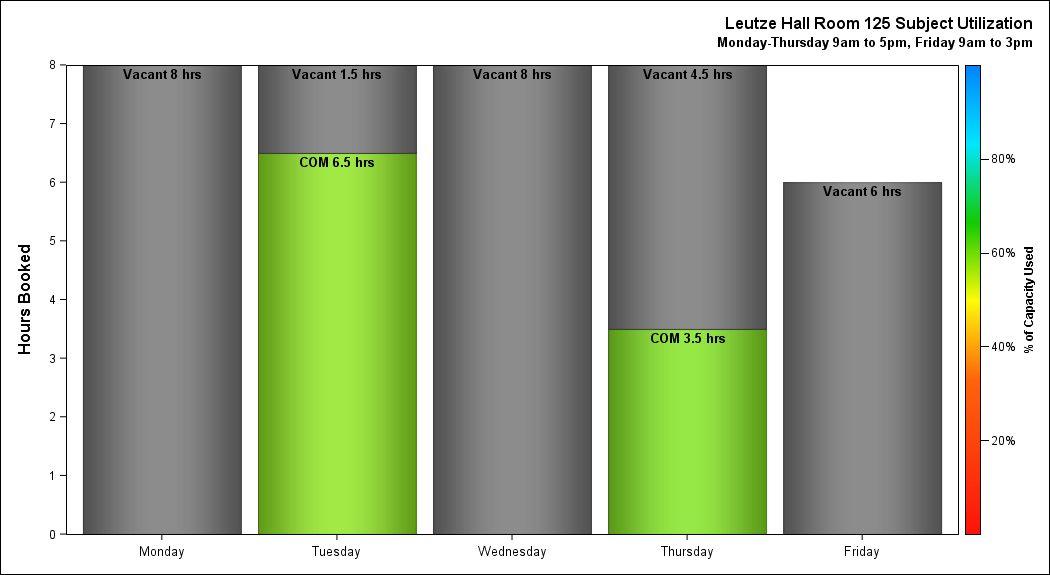 Leutze Hall Room 125 Subject Utilization
Monday-Thursday 9am to 5pm, Friday 9am to 3pm
Hours Booked
8
7
6
5
4
3
2
1
0
Vacant 8 hrs
Vacant 1.5 hrs
COM 6.5 hrs
Vacant 8 hrs
Vacant 4.5 hrs
COM 3.5 hrs
Vacant 6 hrs
Monday
Tuesday
Wednesday
Thursday
Friday
80%
60%
40%
20%
% of Capacity Used